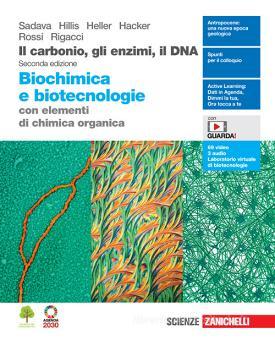 Sadava Hillis Heller Hacker
Rossi Rigacci
Il carbonio, gli enzimi, il DNA
Seconda edizione
Biochimica
e biotecnologie
con elementi
di chimica organica
Antropocene:
una nuova epoca
geologica
Spunti
per il colloquio
Active Learning:
Dati in Agenda,
Dimmi la tua,
Ora tocca a te
con
GUARDA!
69 video
3 audio
Laboratorio virtuale
di biotecnologie
AGENDA
2030
SCIENZE ZANICHELLI